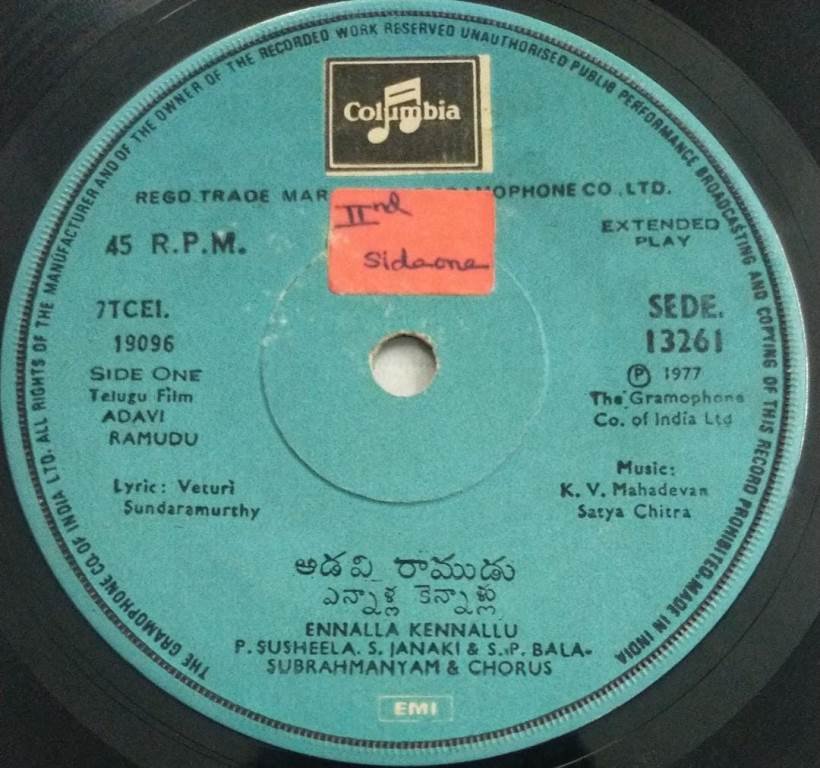 THE GRAMOPHONE CO. OF INDIA LTD. ALL RIGHTS OF THE MANUFACTURER AND OF THE OWNER OF THE RECORDED WORK RESERVED UNAUTHORISED PUBLIC PERFORMANCE BROADCASTING AND COPYING OF THIS RECORD PROHIBITED. MADE IN INDIA
Columbia
REGD. TRADE MAR GRAMOPHONE CO., LTD.
IInd
Side one
45 R.P.M.
EXTENDED
PLAY
7TCEI.
19096
SEDE.
13261
SIDE ONE
Telugu Film
ADAVI
RAMUDU
Ⓟ 1977
The Gramophone
Co. of India Ltd
Lyric: Veturi
Sundaramurthy
Music:
K. V. Mahadevan
Satya Chitra
అడవి రాముడు
ఎన్నాళ్ల కెన్నాళ్లు
ENNALLA KENNALLU
P. SUSHEELA. S. JANAKI & S. P. BALA-
SUBRAHMANYAM & CHORUS
EMI